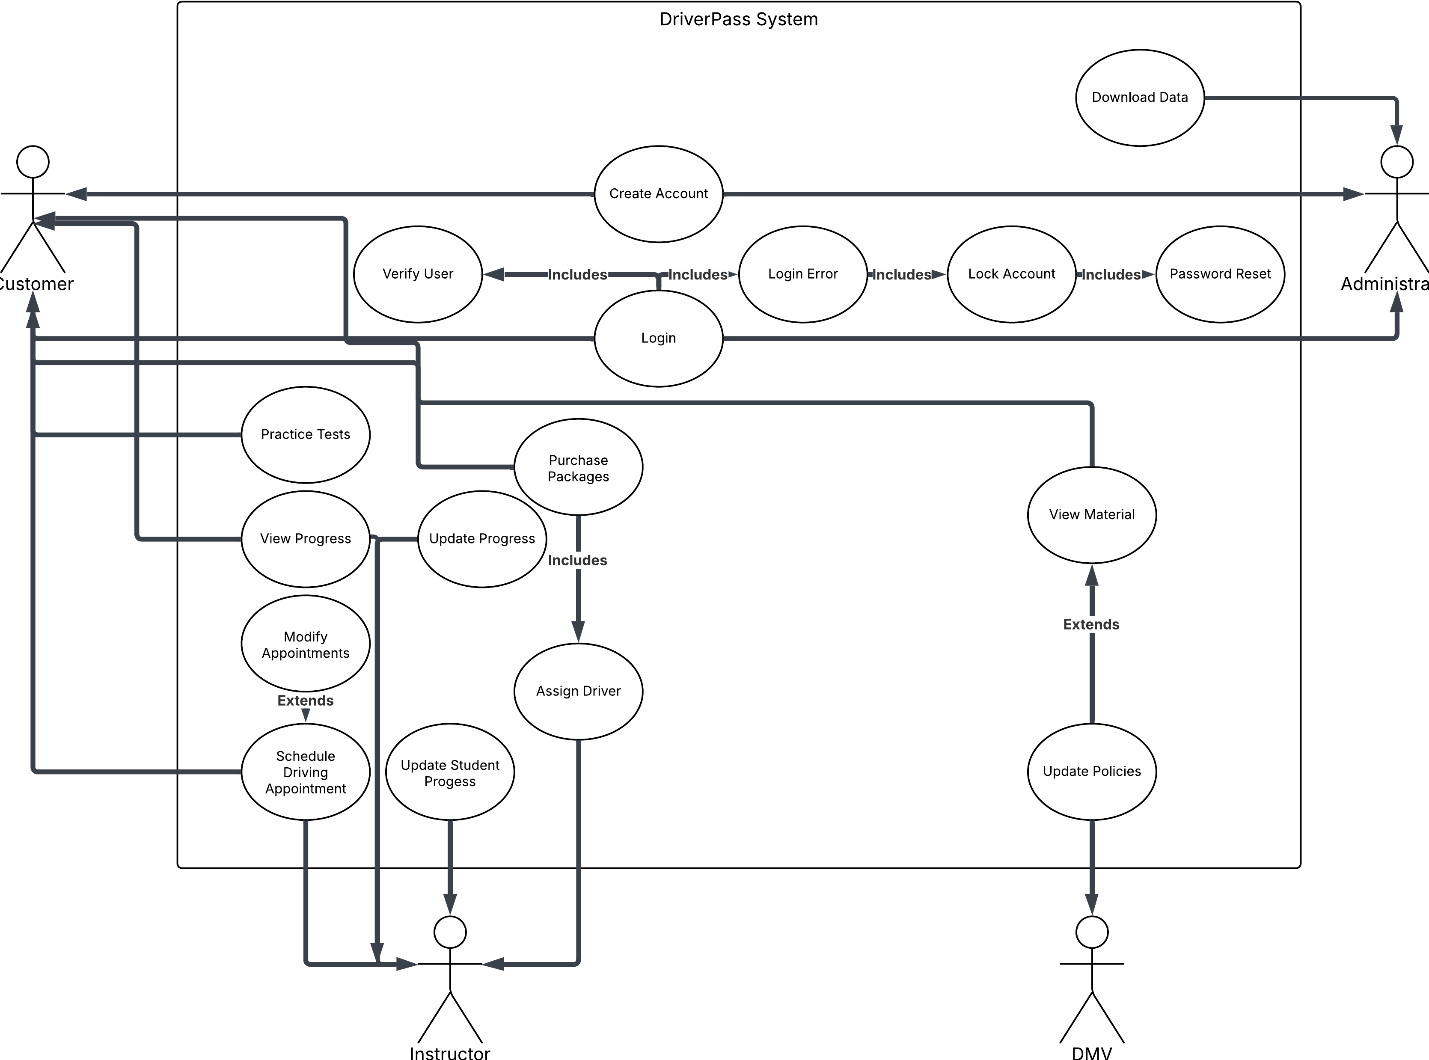 DriverPass System
Download Data
Create Account
Customer
Administra
Verify User
Includes
Includes
Login Error
Includes
Lock Account
Includes
Password Reset
Login
Practice Tests
Purchase
Packages
View Progress
Update Progress
View Material
Includes
Modify
Appointments
Extends
Extends
Assign Driver
Schedule
Driving
Appointment
Update Student
Progess
Update Policies
Instructor
DMV